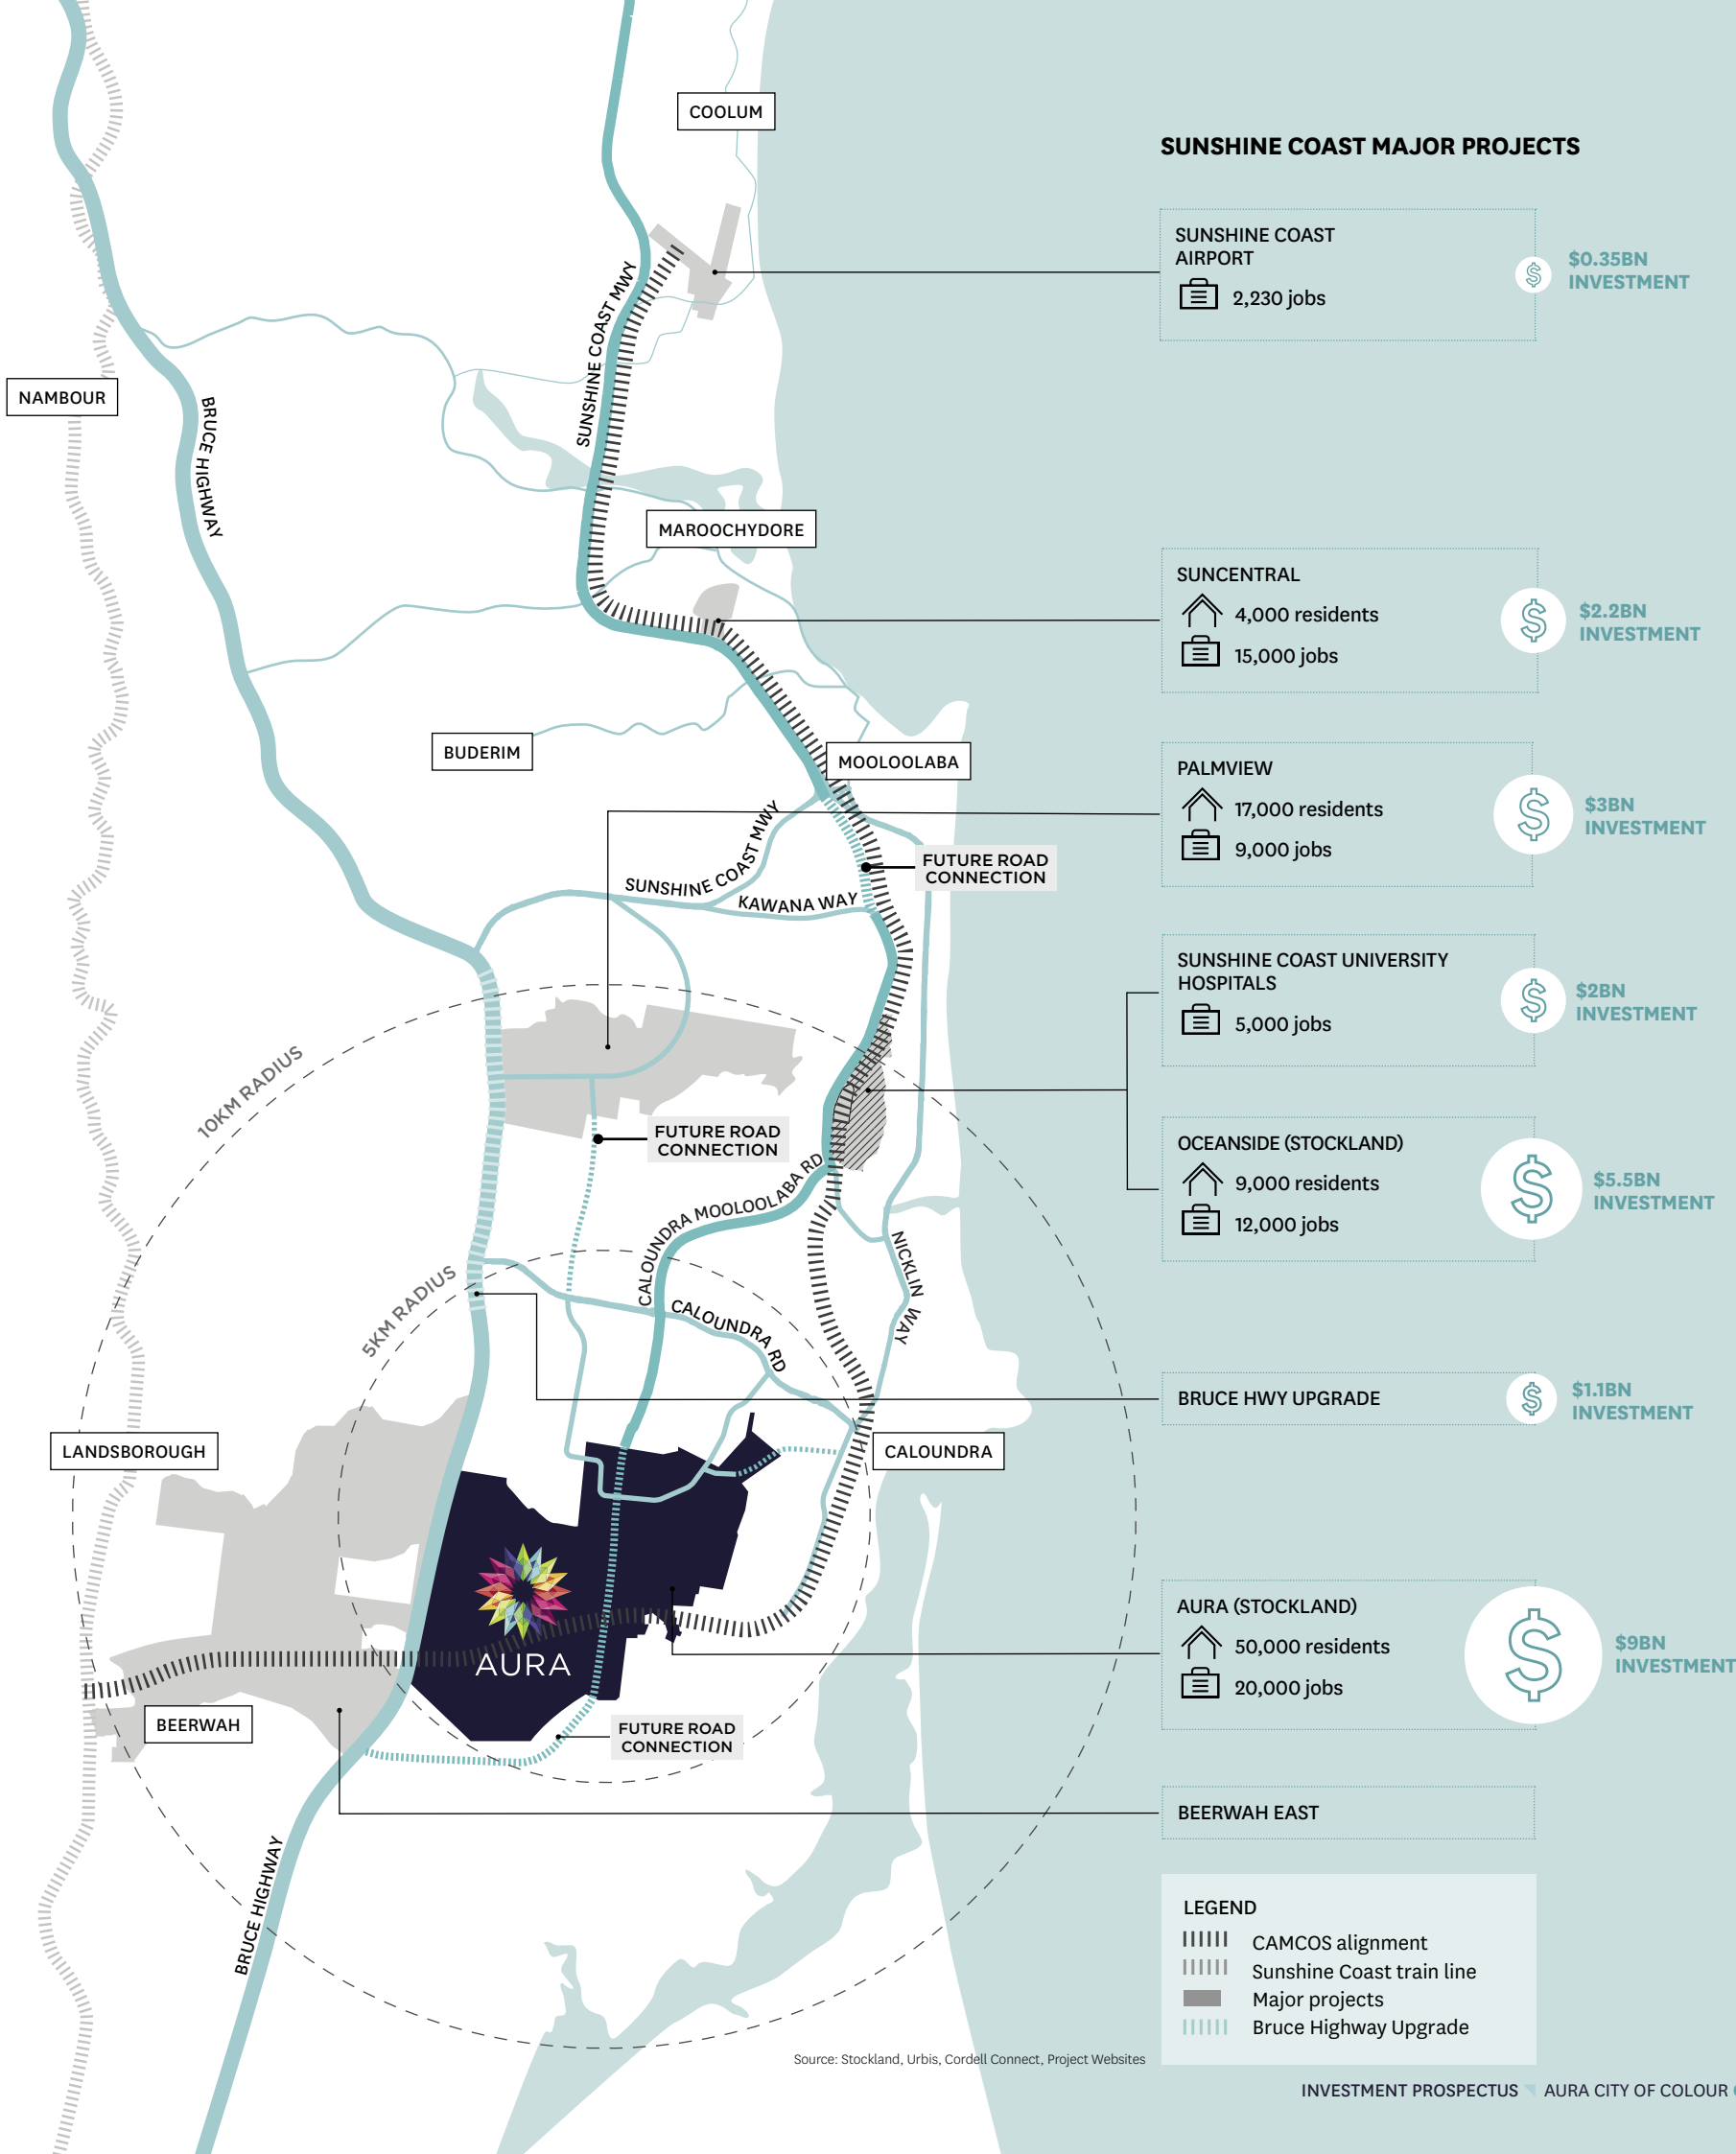 COOLUM
SUNSHINE COAST MWY
NAMBOUR
BRUCE HIGHWAY
MAROOCHYDORE
BUDERIM
MOOLOOLABA
SUNSHINE COAST MWY
KAWANA WAY
FUTURE ROAD
CONNECTION
10KM RADIUS
FUTURE ROAD
CONNECTION
CALOUNDRA MOOLOOLABA RD
NICKLIN WAY
5KM RADIUS
CALOUNDRA RD
LANDSBOROUGH
CALOUNDRA
AURA
BEERWAH
FUTURE ROAD
CONNECTION
BRUCE HIGHWAY
SUNSHINE COAST MAJOR PROJECTS
SUNSHINE COAST
AIRPORT
2,230 jobs
$0.35BN
INVESTMENT
SUNCENTRAL
4,000 residents
15,000 jobs
$2.2BN
INVESTMENT
PALMVIEW
17,000 residents
9,000 jobs
$3BN
INVESTMENT
SUNSHINE COAST UNIVERSITY
HOSPITALS
5,000 jobs
$2BN
INVESTMENT
OCEANSIDE (STOCKLAND)
9,000 residents
12,000 jobs
$5.5BN
INVESTMENT
BRUCE HWY UPGRADE
$1.1BN
INVESTMENT
AURA (STOCKLAND)
50,000 residents
20,000 jobs
$9BN
INVESTMENT
BEERWAH EAST
LEGEND
CAMCOS alignment
Sunshine Coast train line
Major projects
Bruce Highway Upgrade
Source: Stockland, Urbis, Cordell Connect, Project Websites
INVESTMENT PROSPECTUS AURA CITY OF COLOUR